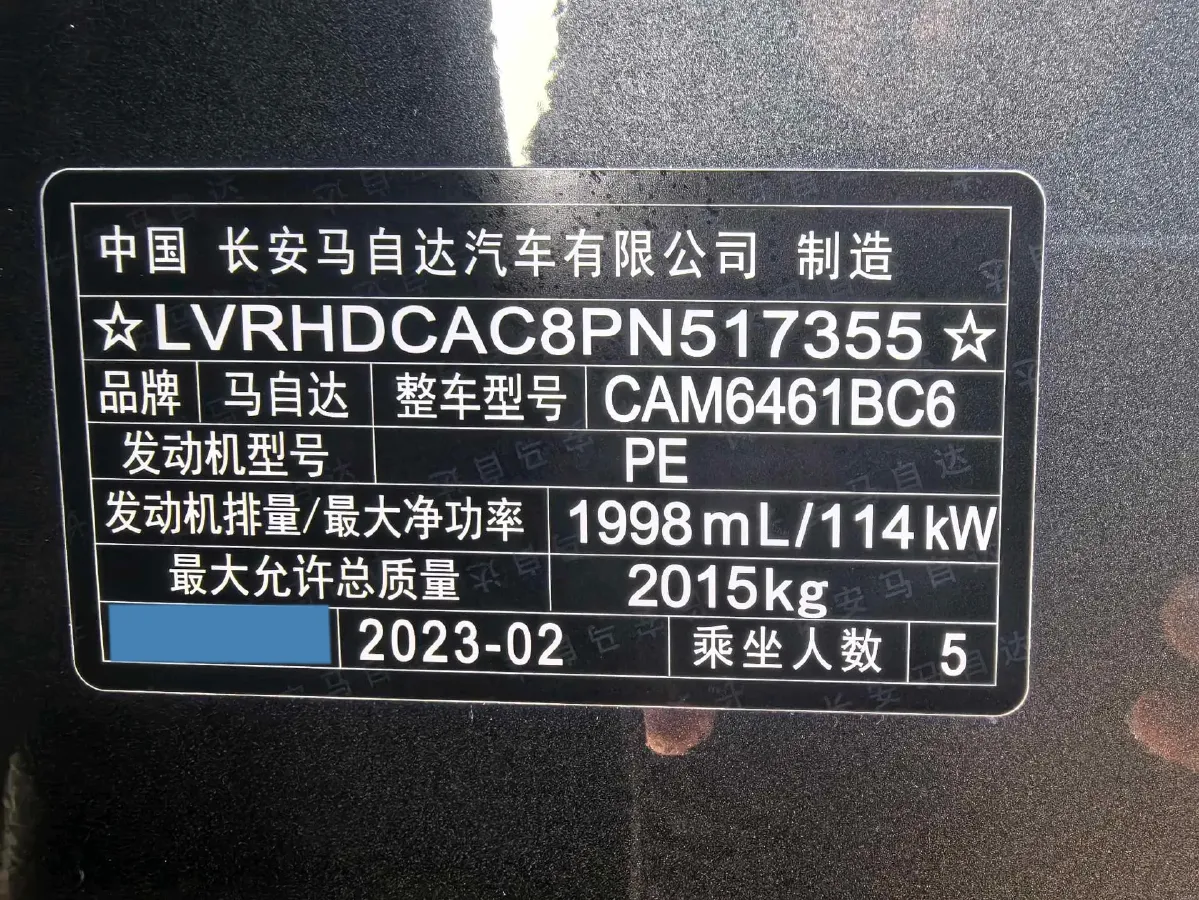 中国 长安马自达汽车有限公司 制造
☆LVRHDCAC8PN517355☆
品牌 马自达 整车型号 CAM6461BC6
发动机型号 PE
发动机排量/最大净功率 1998mL/114kW
最大允许总质量 2015kg
2023-02 乘坐人数 5